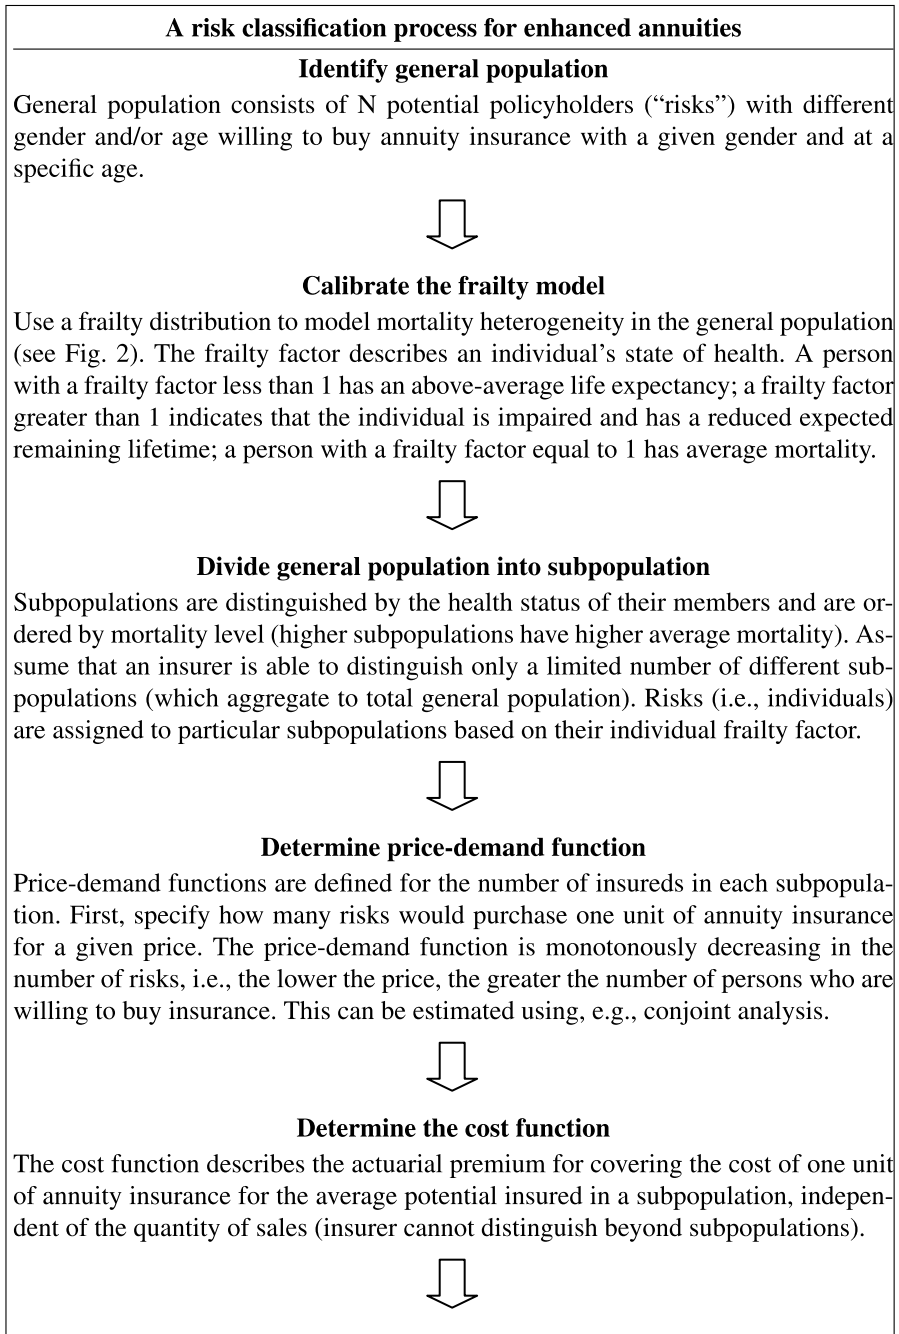 A risk classification process for enhanced annuities
Identify general population
General population consists of N potential policyholders (“risks”) with different
gender and/or age willing to buy annuity insurance with a given gender and at a
specific age.
Calibrate the frailty model
Use a frailty distribution to model mortality heterogeneity in the general population
(see Fig. 2). The frailty factor describes an individual’s state of health. A person
with a frailty factor less than 1 has an above-average life expectancy; a frailty factor
greater than 1 indicates that the individual is impaired and has a reduced expected
remaining lifetime; a person with a frailty factor equal to 1 has average mortality.
Divide general population into subpopulation
Subpopulations are distinguished by the health status of their members and are or-
dered by mortality level (higher subpopulations have higher average mortality). As-
sume that an insurer is able to distinguish only a limited number of different sub-
populations (which aggregate to total general population). Risks (i.e., individuals)
are assigned to particular subpopulations based on their individual frailty factor.
Determine price-demand function
Price-demand functions are defined for the number of insureds in each subpopula-
tion. First, specify how many risks would purchase one unit of annuity insurance
for a given price. The price-demand function is monotonously decreasing in the
number of risks, i.e., the lower the price, the greater the number of persons who are
willing to buy insurance. This can be estimated using, e.g., conjoint analysis.
Determine the cost function
The cost function describes the actuarial premium for covering the cost of one unit
of annuity insurance for the average potential insured in a subpopulation, indepen-
dent of the quantity of sales (insurer cannot distinguish beyond subpopulations).